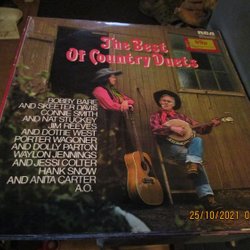 RCA
The Best
Of Country Duets
BOBBY BARE
AND SKEETER DAVIS
CONNIE SMITH
AND NAT STUCKEY
JIM REEVES
AND DOTTIE WEST
PORTER WAGONER
AND DOLLY PARTON
WAYLON JENNINGS
AND JESSI COLTER
HANK SNOW
AND ANITA CARTER
A.O.
25/10/2021 0